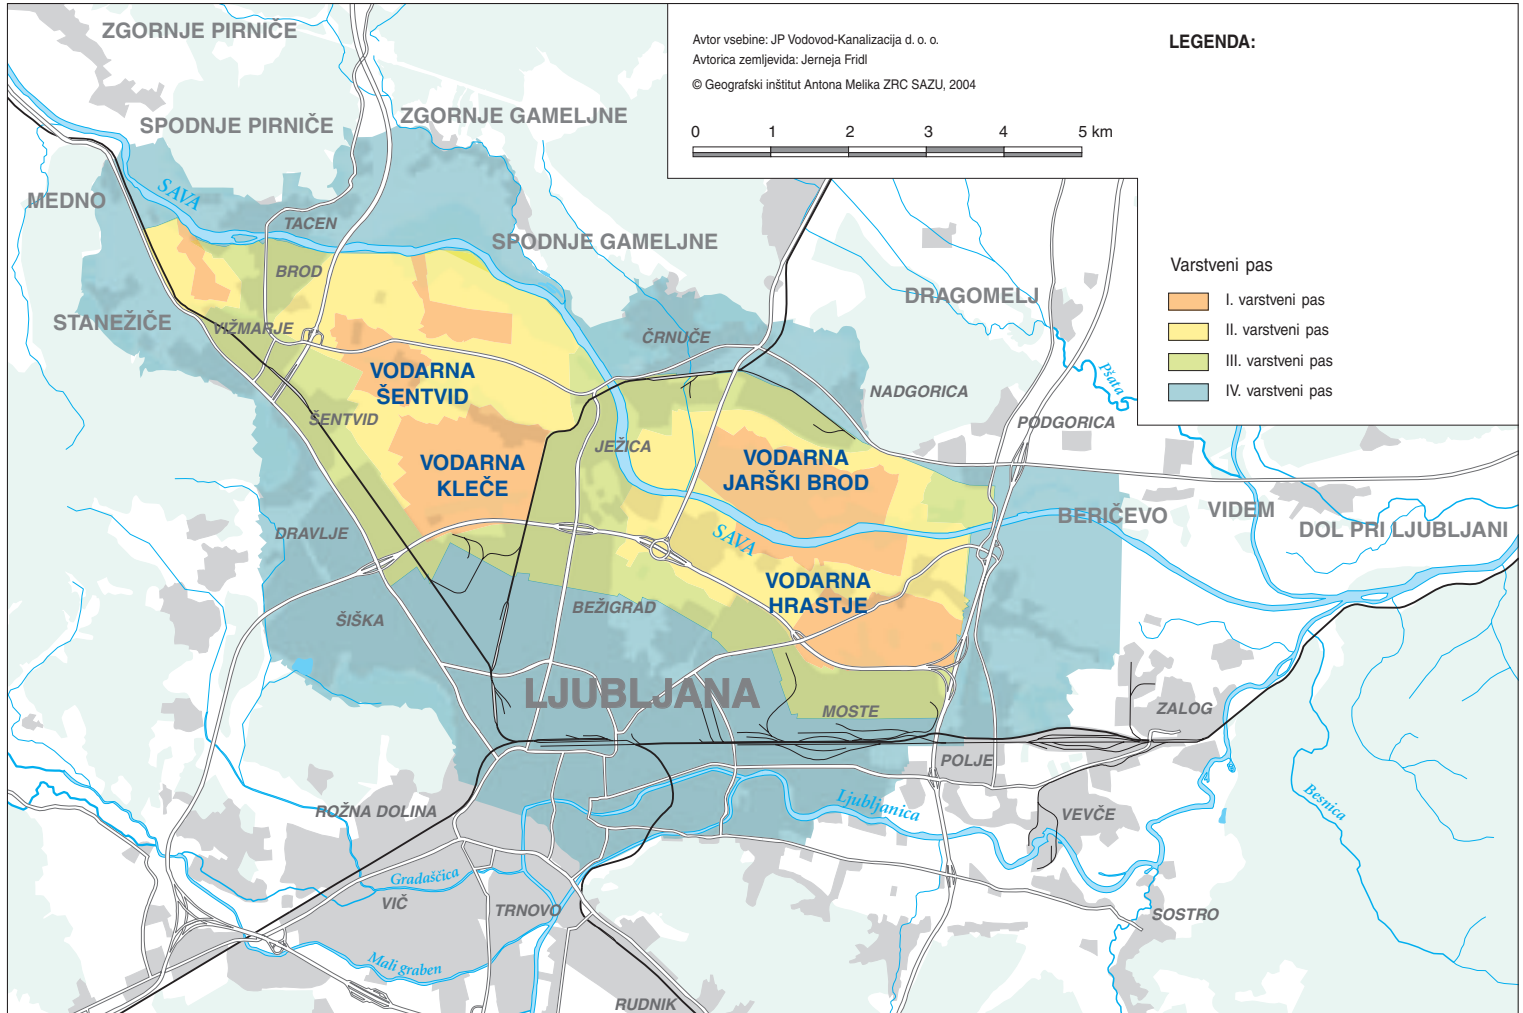 ZGORNJE PIRNIČE
Avtor vsebine: JP Vodovod-Kanalizacija d. o. o.
Avtorica zemljevida: Jerneja Fridl
© Geografski inštitut Antona Melika ZRC SAZU, 2004
0 1 2 3 4 5 km
LEGENDA:
Varstveni pas
I. varstveni pas
II. varstveni pas
III. varstveni pas
IV. varstveni pas
ZGORNJE GAMELJNE
SPODNJE PIRNIČE
MEDNO
SAVA
TACEN
SPODNJE GAMELJNE
BROD
DRAGOMELJ
STANEŽIČE
VIŽMARJE
ČRNUČE
VODARNA
ŠENTVID
Pšata
NADGORICA
ŠENTVID
PODGORICA
JEŽICA
VODARNA
KLEČE
VODARNA
JARŠKI BROD
BERIČEVO
VIDEM
DOL PRI LJUBLJANI
DRAVLJE
SAVA
VODARNA
HRASTJE
BEŽIGRAD
ŠIŠKA
LJUBLJANA
MOSTE
ZALOG
POLJE
ROŽNA DOLINA
Ljubljanica
VEVČE
Besnica
Gradaščica
VIČ
TRNOVO
SOSTRO
Mali graben
RUDNIK